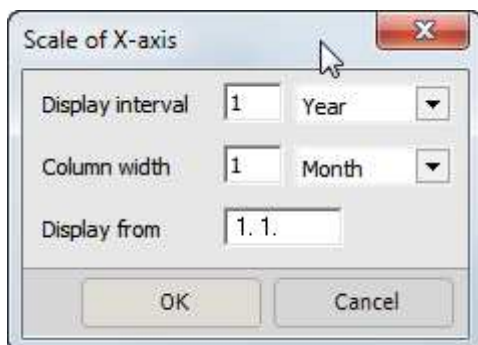 Scale of X-axis
Display interval 1 Year
Column width 1 Month
Display from 1. 1.
OK Cancel